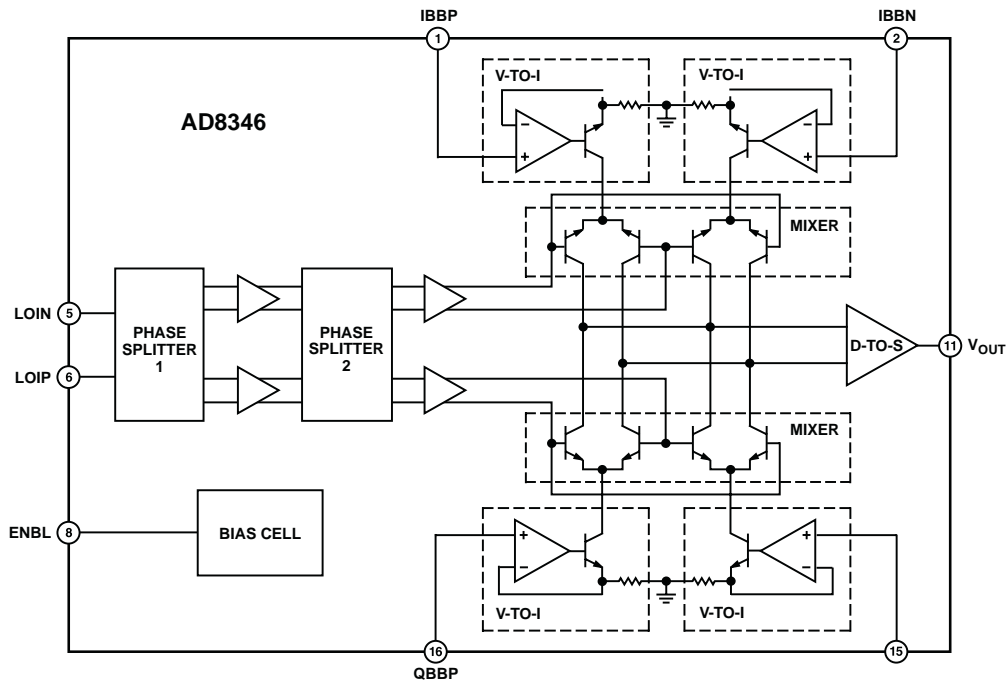 IBBP
1
IBBN
2
AD8346
V-TO-I
V-TO-I
−
+
−
+
MIXER
LOIN
5
PHASE
SPLITTER
1
PHASE
SPLITTER
2
D-TO-S
11
VOUT
LOIP
6
MIXER
ENBL
8
BIAS CELL
+
−
+
−
V-TO-I
V-TO-I
16
QBBP
15